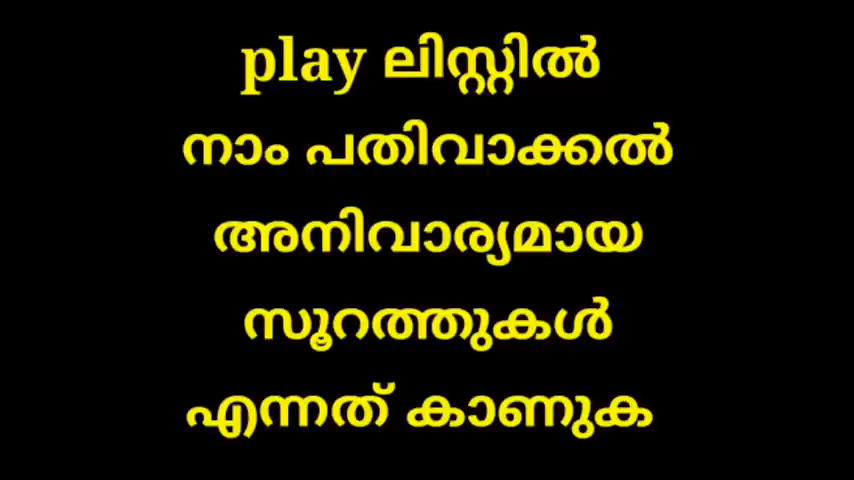 play ലിസ്റ്റിൽ
നാം പതിവാക്കൽ
അനിവാര്യമായ
സൂറത്തുകൾ
എന്നത് കാണുക